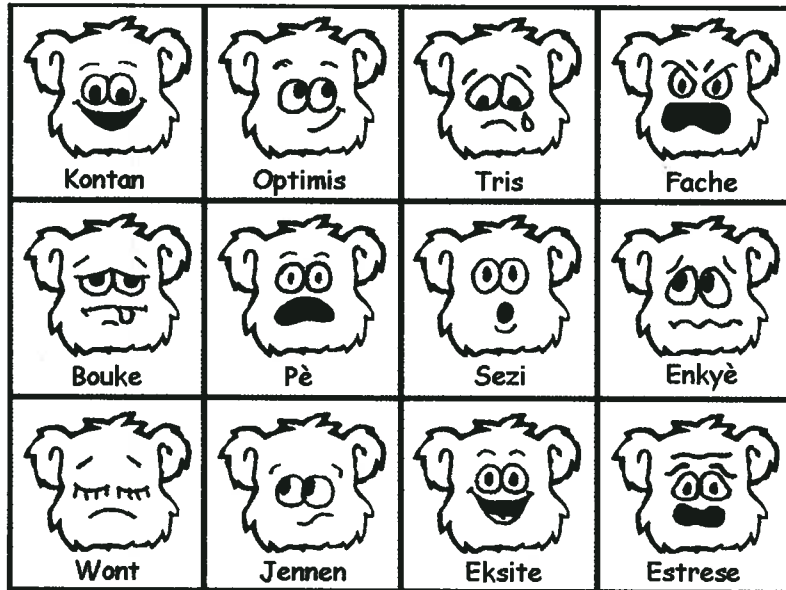 Kontan Optimis Tris Fache
Bouke Pè Sezi Enkyè
Wont Jennen Eksite Estrese